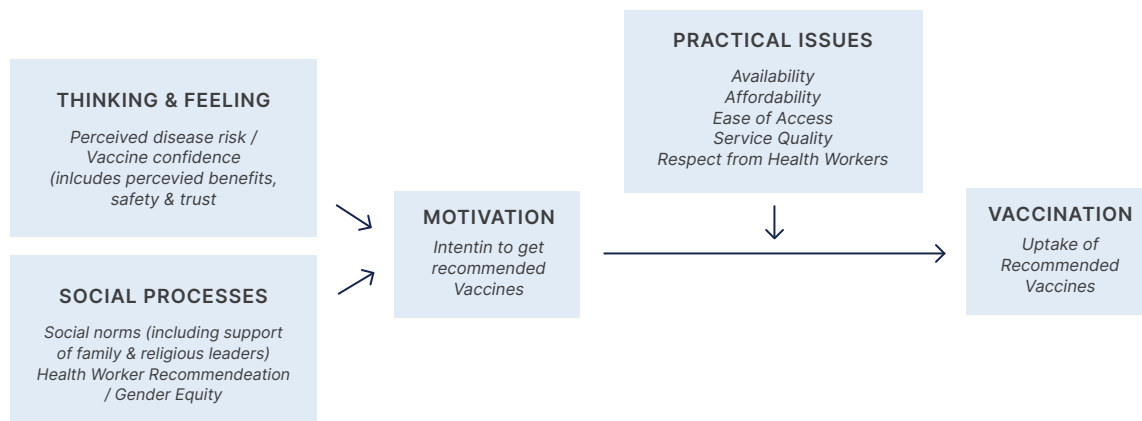 THINKING & FEELING
Perceived disease risk /
Vaccine confidence
(inlcudes percevied benefits,
safety & trust
SOCIAL PROCESSES
Social norms (including support
of family & religious leaders)
Health Worker Recommendeation
/ Gender Equity
MOTIVATION
Intentin to get
recommended
Vaccines
PRACTICAL ISSUES
Availability
Affordability
Ease of Access
Service Quality
Respect from Health Workers
VACCINATION
Uptake of
Recommended
Vaccines